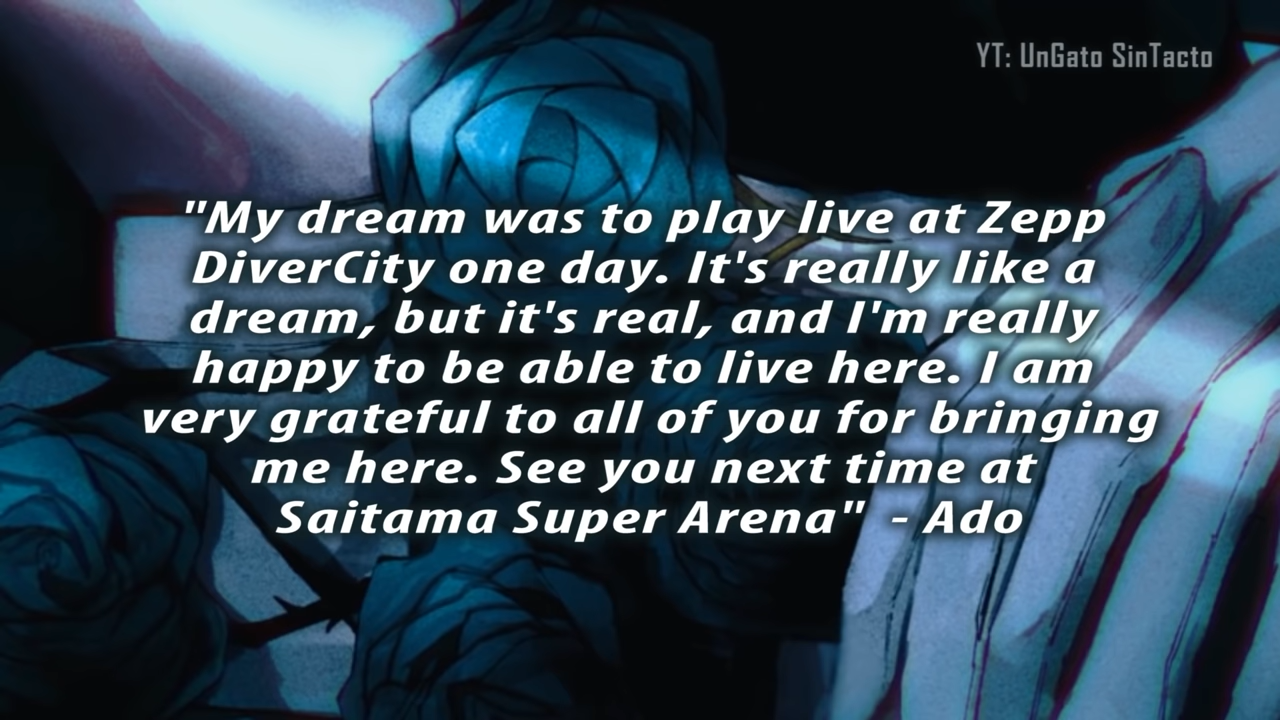 YT: UnGato SinTacto
"My dream was to play live at Zepp
DiverCity one day. It's really like a
dream, but it's real, and I'm really
happy to be able to live here. I am
very grateful to all of you for bringing
me here. See you next time at
Saitama Super Arena" - Ado